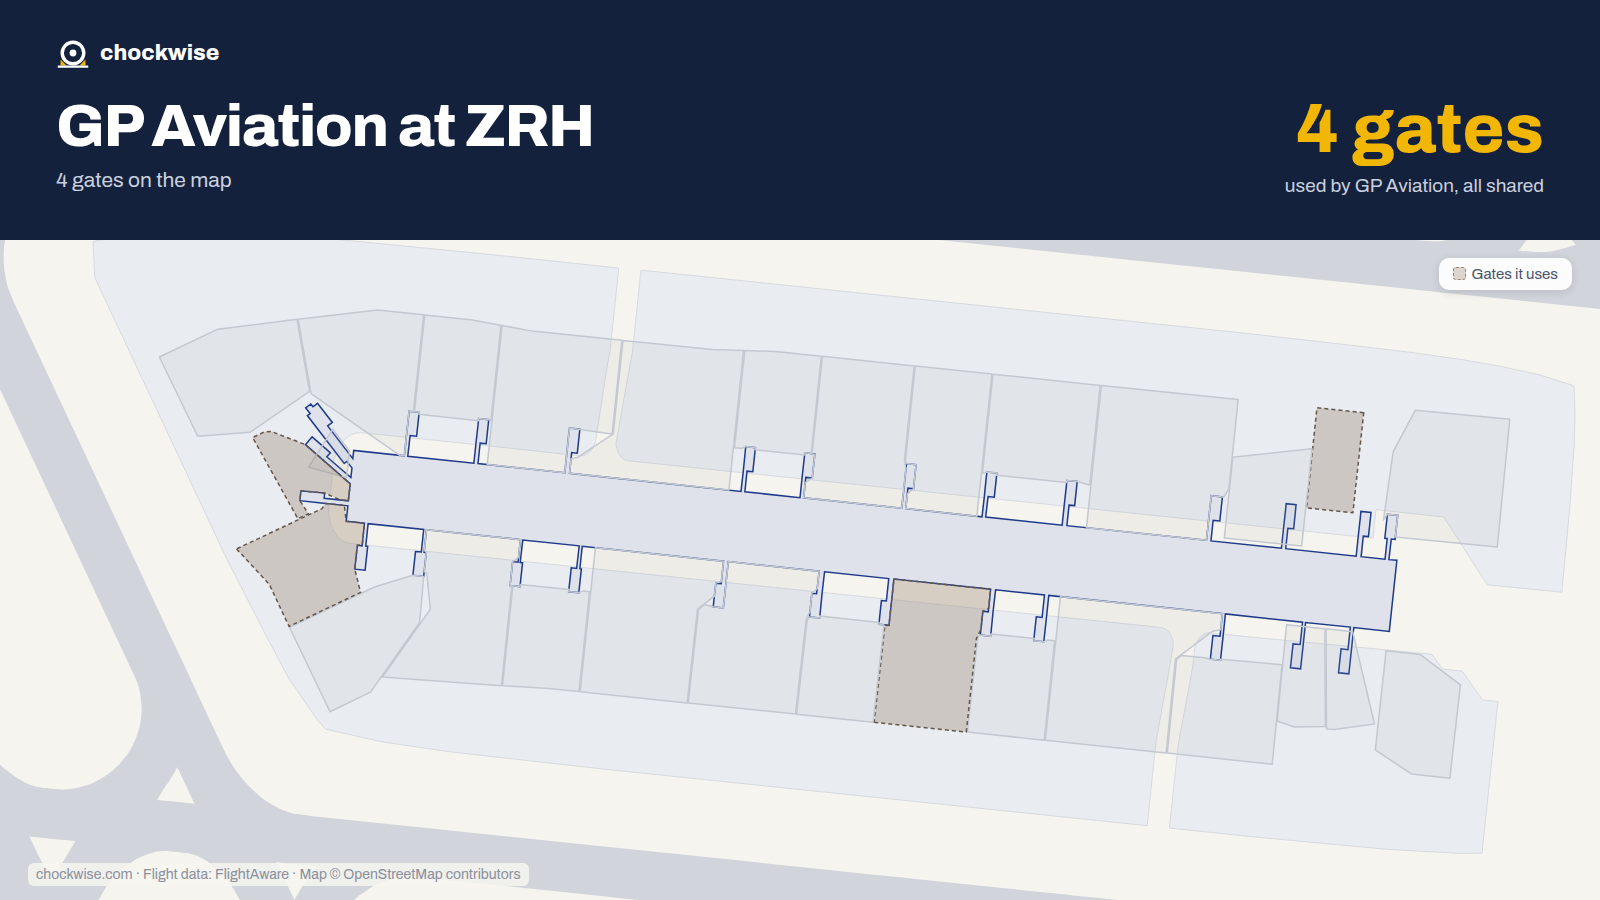 chockwise
GP Aviation at ZRH
4 gates on the map
4 gates
used by GP Aviation, all shared
Gates it uses
chockwise.com · Flight data: FlightAware · Map © OpenStreetMap contributors